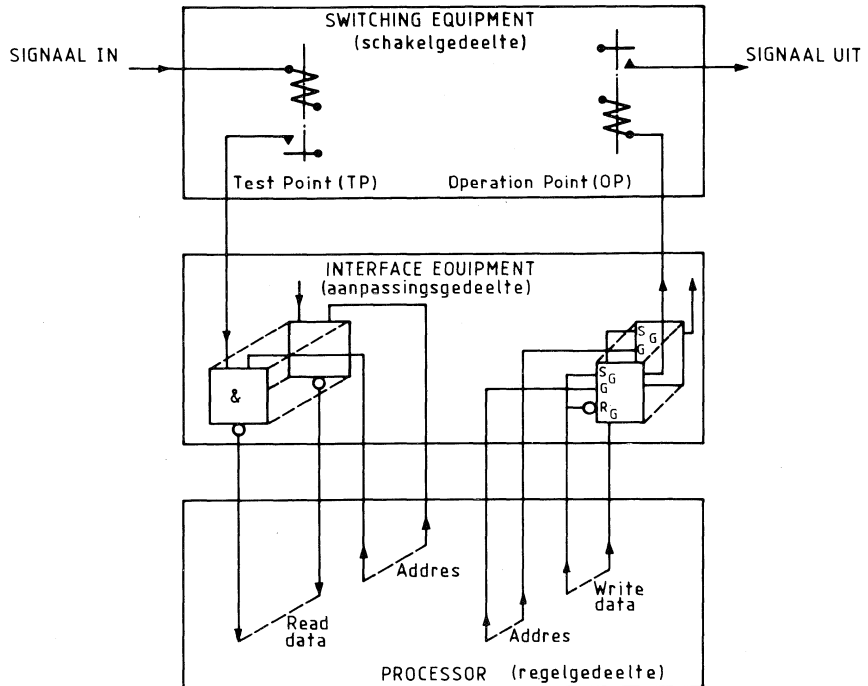 SWITCHING EQUIPMENT
(schakelgedeelte)
SIGNAAL IN
SIGNAAL UIT
Test Point (TP)
Operation Point (OP)
INTERFACE EQUIPMENT
(aanpassingsgedeelte)
S G
G
&
S G
G
R G
Addres
Read
data
Write
data
Addres
PROCESSOR (regelgedeelte)